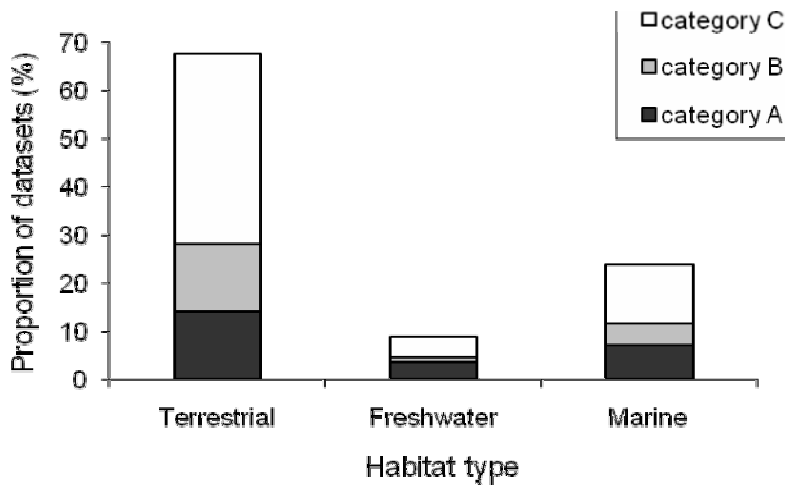 category C
category B
category A
Proportion of datasets (%)
70
60
50
40
30
20
10
0
Terrestrial Freshwater Marine
Habitat type